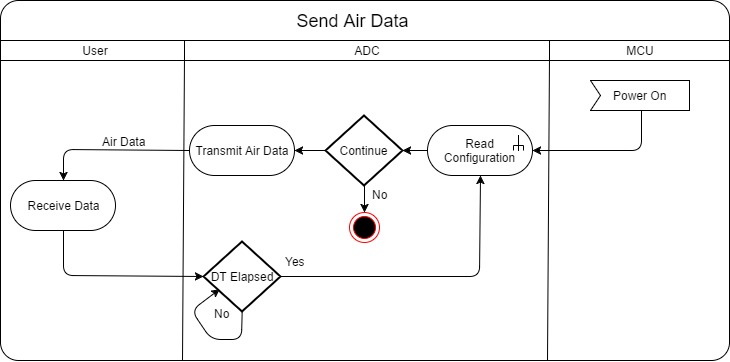 Send Air Data
User
ADC
MCU
Power On
Air Data
Transmit Air Data
Continue
Read
Configuration
No
Receive Data
Yes
DT Elapsed
No